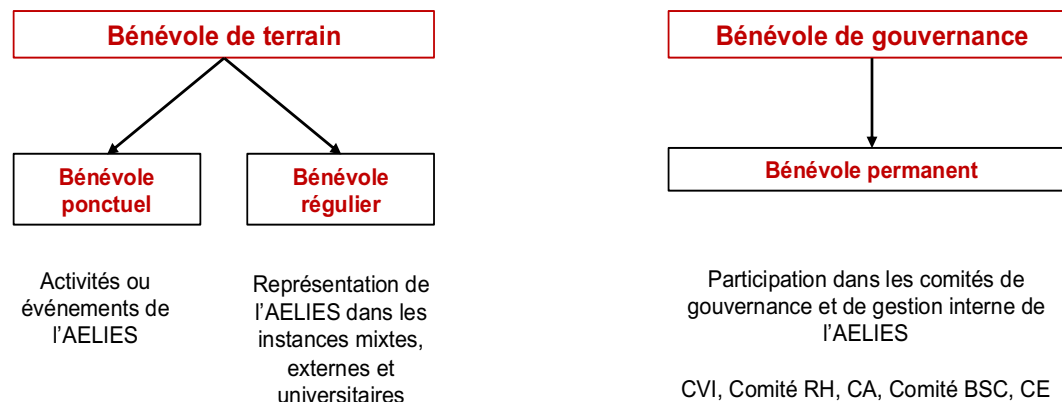 Bénévole de terrain
Bénévole de gouvernance
Bénévole
ponctuel
Bénévole
régulier
Bénévole permanent
Activités ou
événements de
l'AELIES
Représentation de
l'AELIES dans les
instances mixtes,
externes et
universitaires
Participation dans les comités de
gouvernance et de gestion interne de
l'AELIES
CVI, Comité RH, CA, Comité BSC, CE